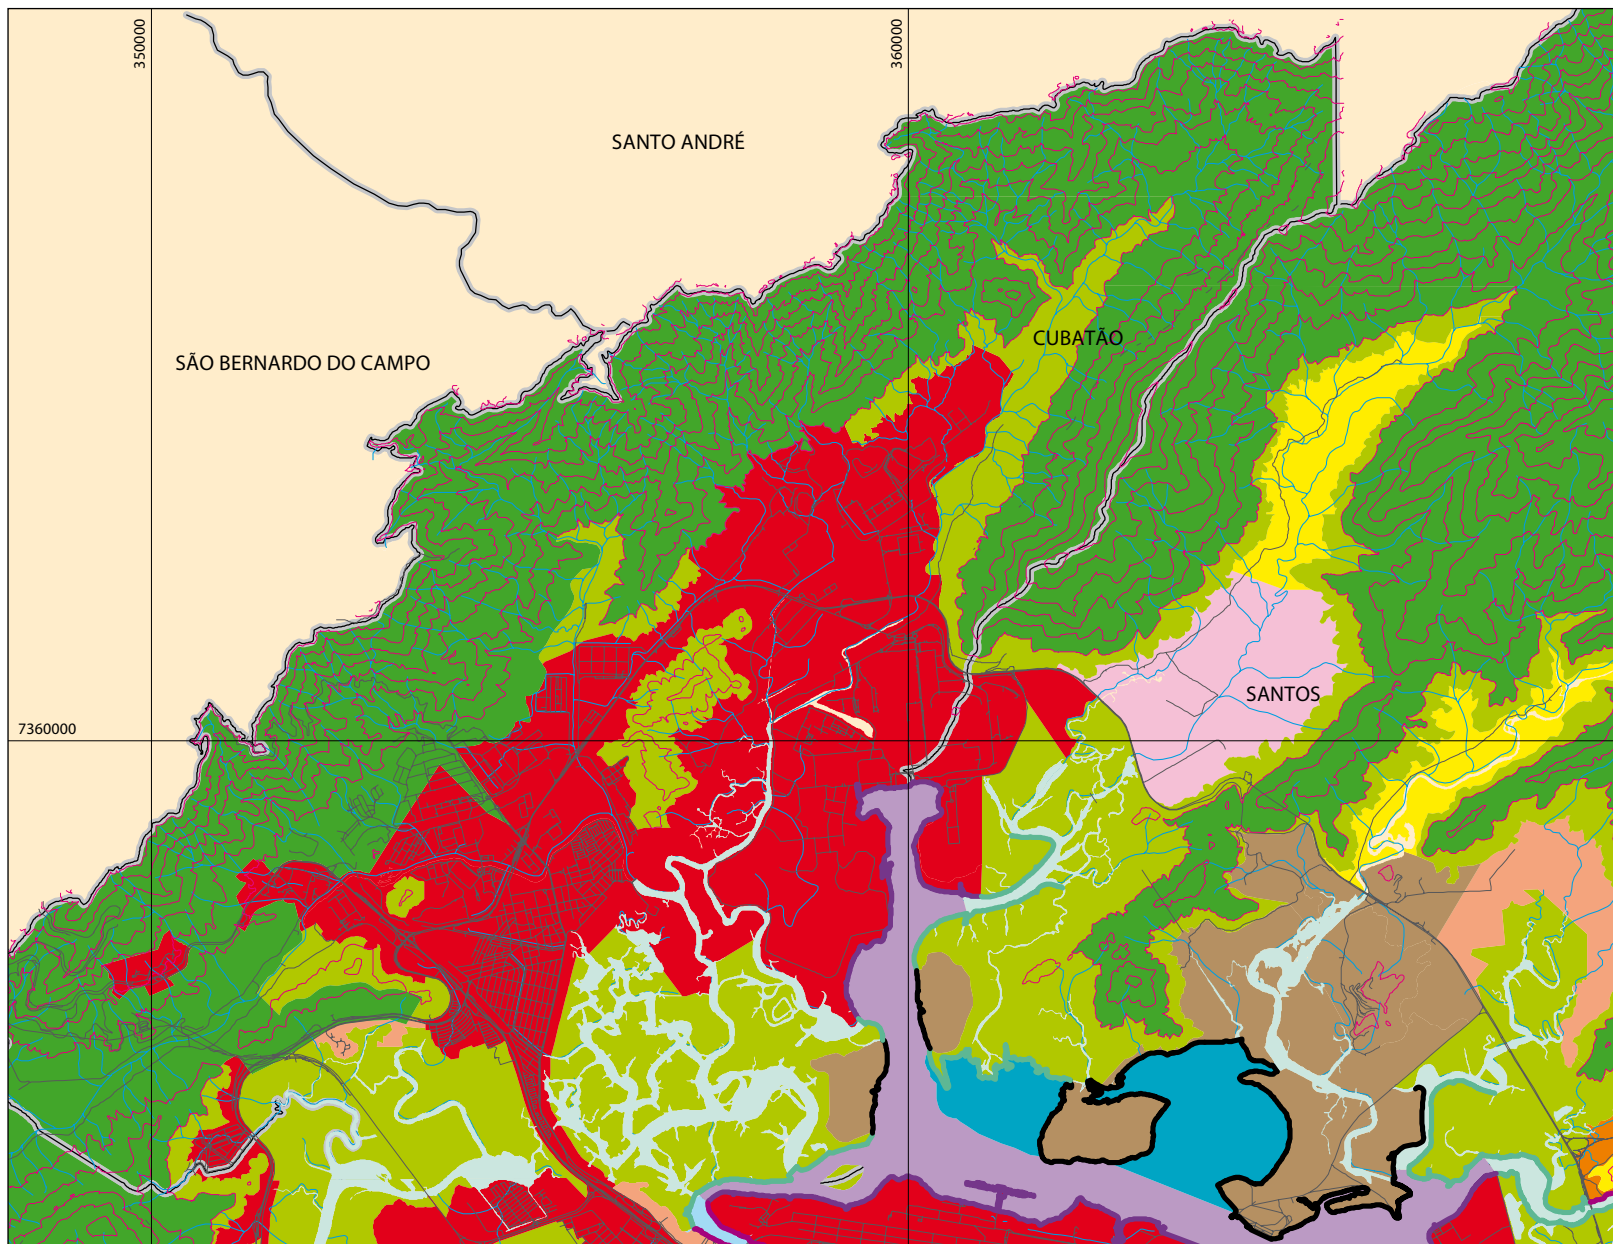 350000
360000
SANTO ANDRÉ
CUBATÃO
SÃO BERNARDO DO CAMPO
SANTOS
7360000